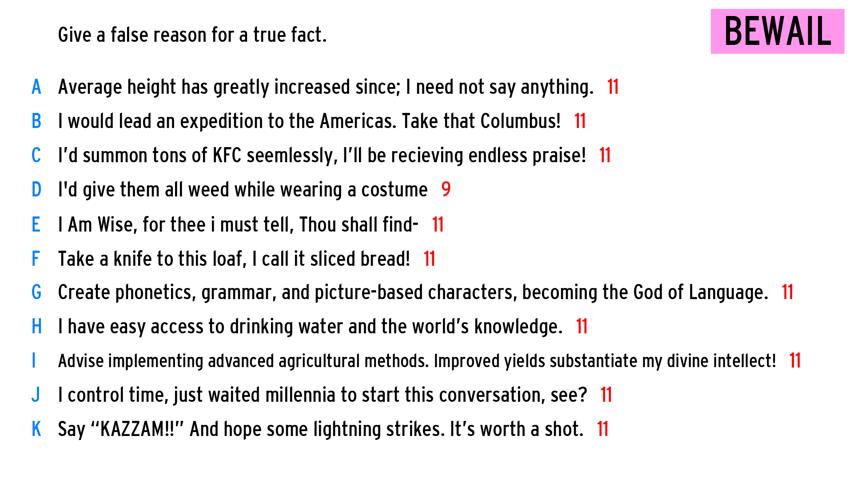 Give a false reason for a true fact.
BEWAIL
A Average height has greatly increased since; I need not say anything. 11
B I would lead an expedition to the Americas. Take that Columbus! 11
C I'd summon tons of KFC seemlessly, I'll be recieving endless praise! 11
D I'd give them all weed while wearing a costume 9
E I Am Wise, for thee i must tell, Thou shall find- 11
F Take a knife to this loaf, I call it sliced bread! 11
G Create phonetics, grammar, and picture-based characters, becoming the God of Language. 11
H I have easy access to drinking water and the world's knowledge. 11
I Advise implementing advanced agricultural methods. Improved yields substantiate my divine intellect! 11
J I control time, just waited millennia to start this conversation, see? 11
K Say “KAZZAM!!” And hope some lightning strikes. It's worth a shot. 11